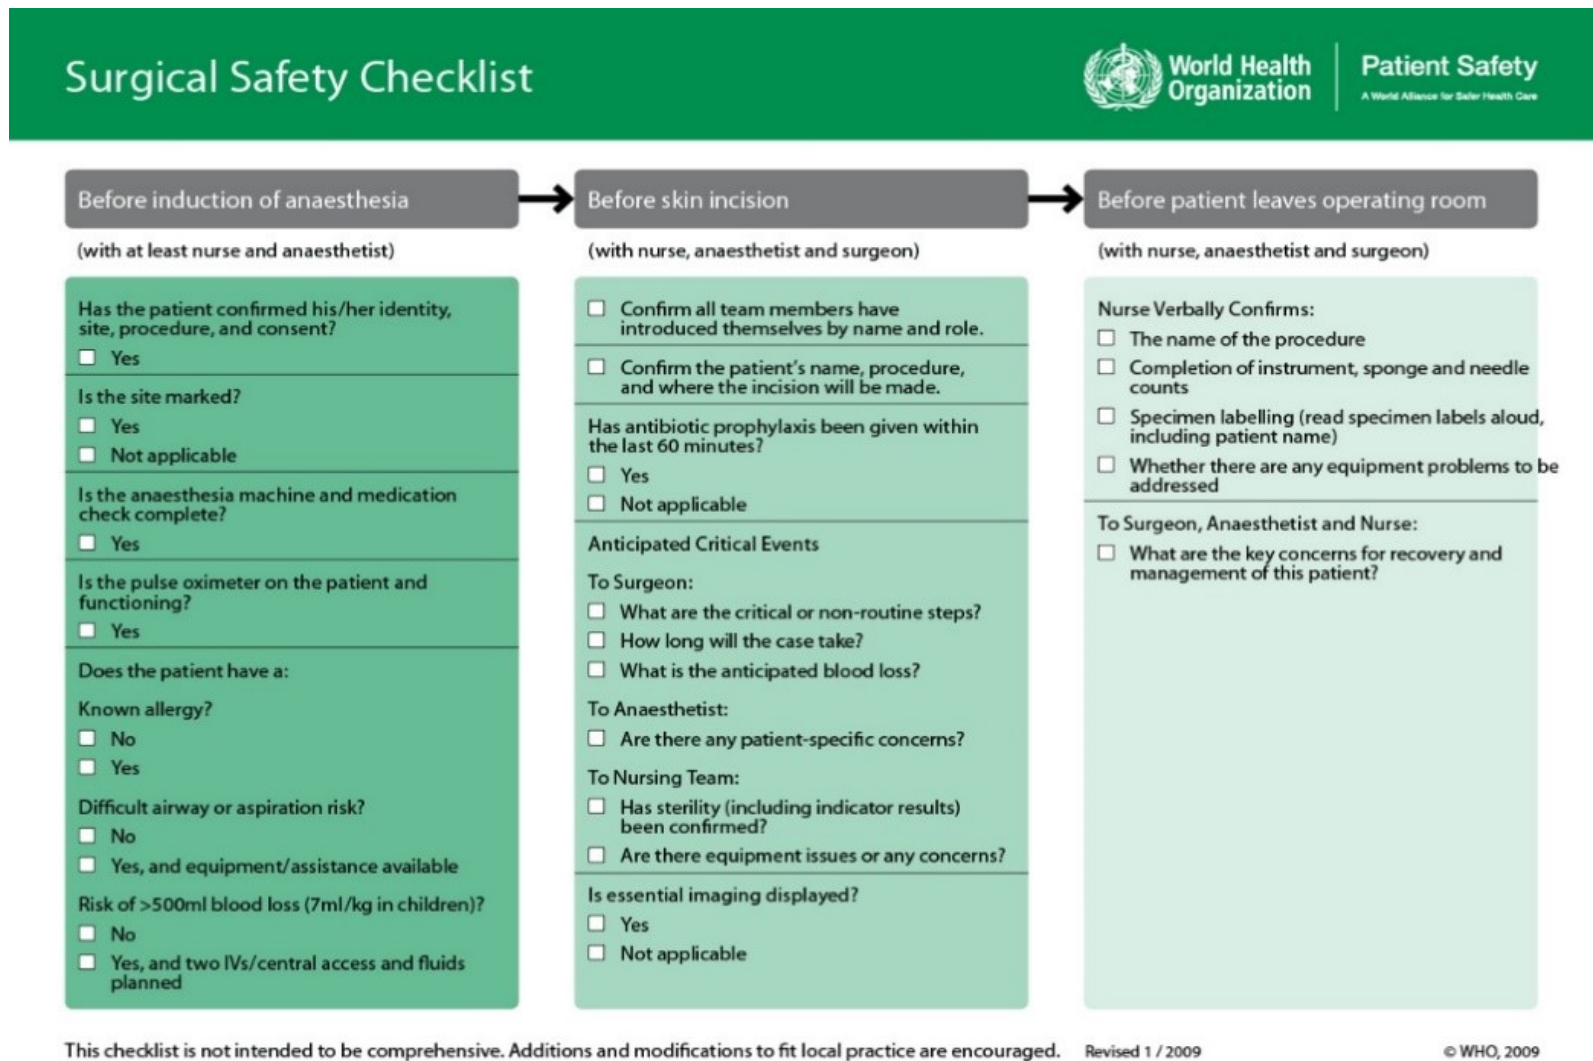 Surgical Safety Checklist
World Health
Organization
Patient Safety
A World Alliance for Safer Health Care
Before induction of anaesthesia
(with at least nurse and anaesthetist)
Has the patient confirmed his/her identity,
site, procedure, and consent?
Yes
Is the site marked?
Yes
Not applicable
Is the anaesthesia machine and medication
check complete?
Yes
Is the pulse oximeter on the patient and
functioning?
Yes
Does the patient have a:
Known allergy?
No
Yes
Difficult airway or aspiration risk?
No
Yes, and equipment/assistance available
Risk of >500ml blood loss (7ml/kg in children)?
No
Yes, and two IVs/central access and fluids
planned
Before skin incision
(with nurse, anaesthetist and surgeon)
Confirm all team members have
introduced themselves by name and role.
Confirm the patient's name, procedure,
and where the incision will be made.
Has antibiotic prophylaxis been given within
the last 60 minutes?
Yes
Not applicable
Anticipated Critical Events
To Surgeon:
What are the critical or non-routine steps?
How long will the case take?
What is the anticipated blood loss?
To Anaesthetist:
Are there any patient-specific concerns?
To Nursing Team:
Has sterility (including indicator results)
been confirmed?
Are there equipment issues or any concerns?
Is essential imaging displayed?
Yes
Not applicable
Before patient leaves operating room
(with nurse, anaesthetist and surgeon)
Nurse Verbally Confirms:
The name of the procedure
Completion of instrument, sponge and needle
counts
Specimen labelling (read specimen labels aloud,
including patient name)
Whether there are any equipment problems to be
addressed
To Surgeon, Anaesthetist and Nurse:
What are the key concerns for recovery and
management of this patient?
This checklist is not intended to be comprehensive. Additions and modifications to fit local practice are encouraged.
Revised 1 / 2009
© WHO, 2009